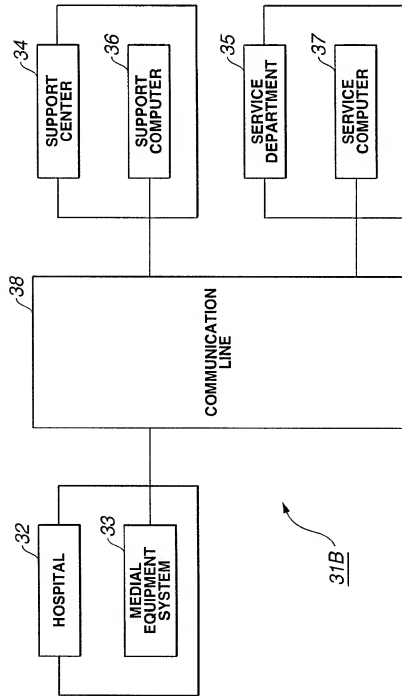 32
HOSPITAL
33
MEDIAL
EQUIPMENT
SYSTEM
38
COMMUNICATION
LINE
34
SUPPORT
CENTER
36
SUPPORT
COMPUTER
35
SERVICE
DEPARTMENT
37
SERVICE
COMPUTER
31B